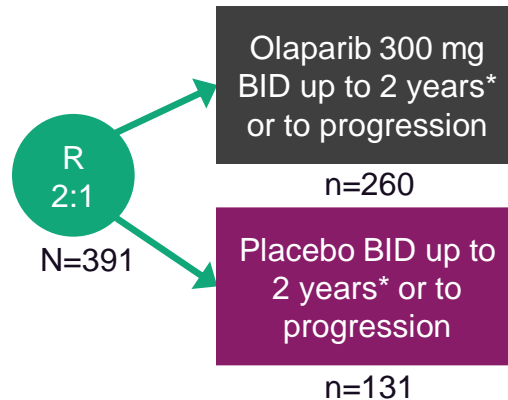 R
2:1
N=391
Olaparib 300 mg
BID up to 2 years*
or to progression
n=260
Placebo BID up to
2 years* or to
progression
n=131